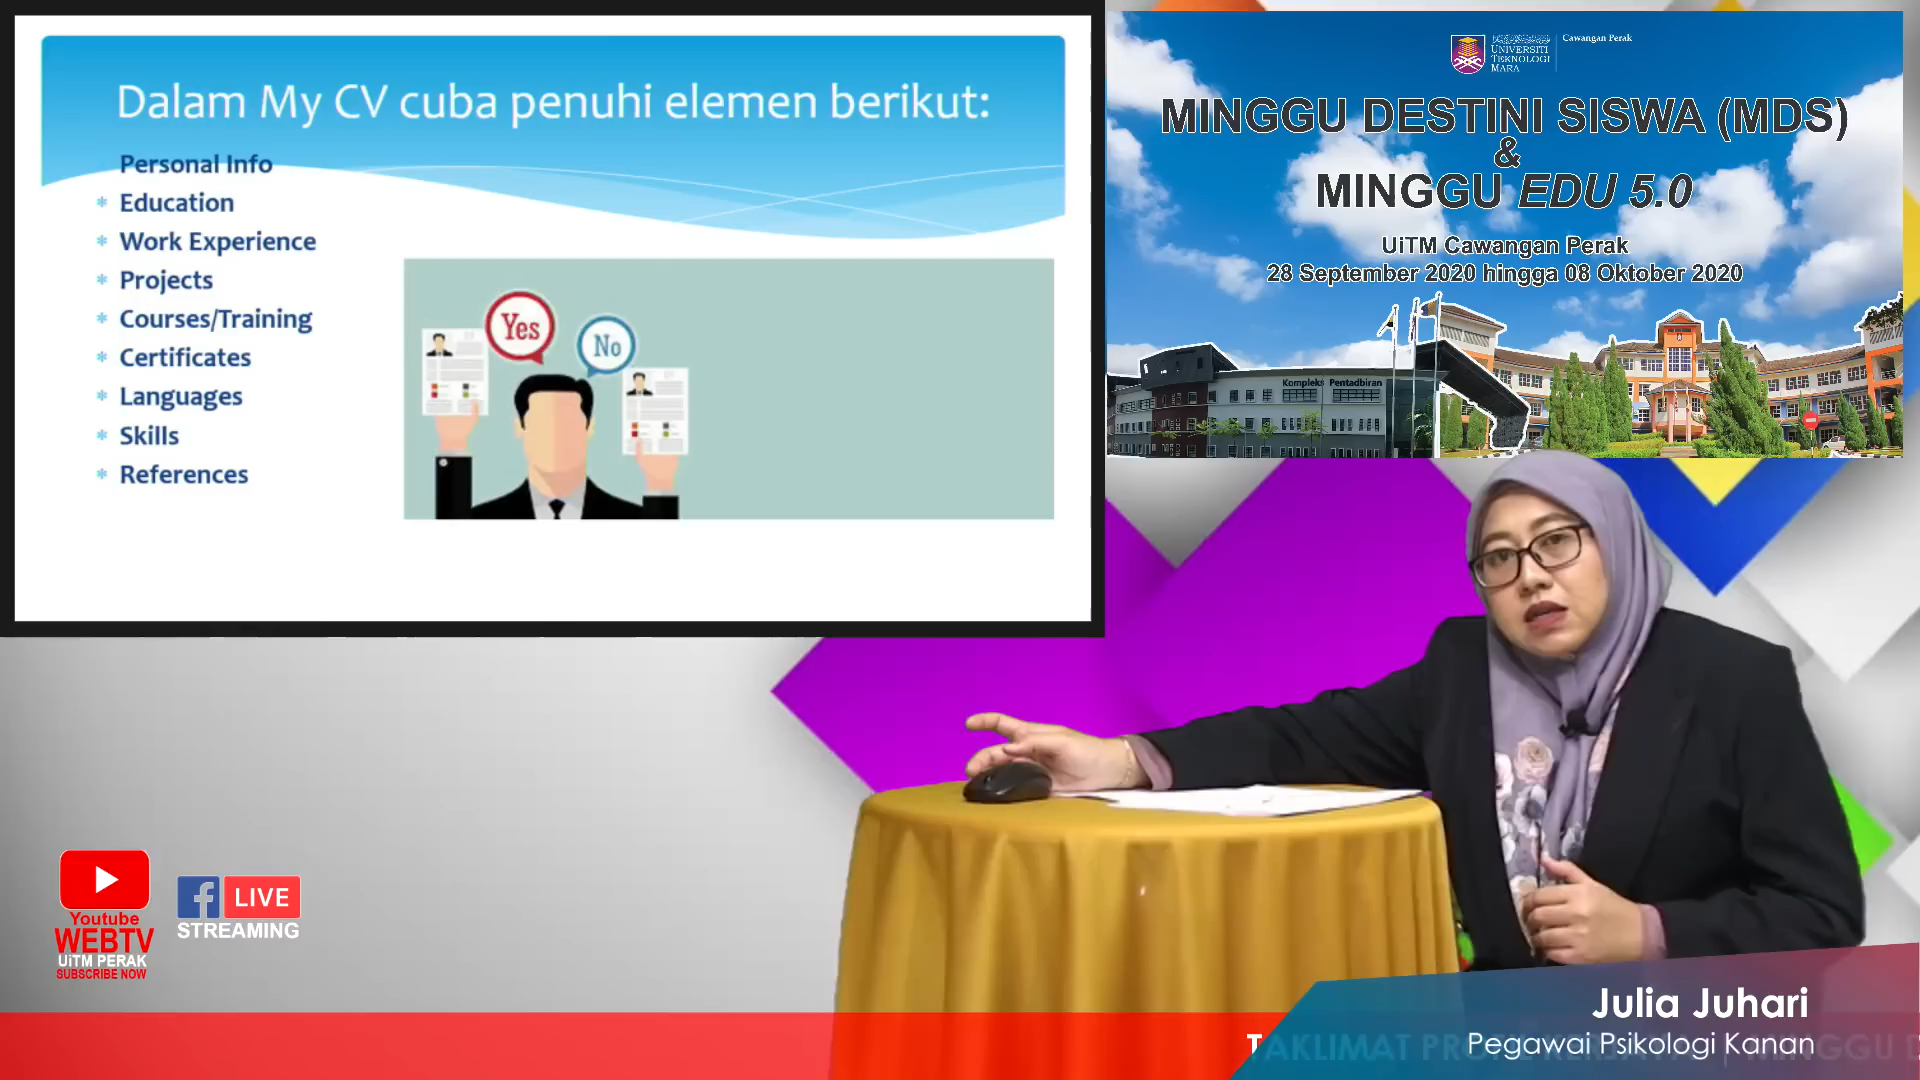 Dalam My CV cuba penuhi elemen berikut:
Personal Info
Education
Work Experience
Projects
Courses/Training
Certificates
Languages
Skills
References
Yes
No
UNIVERSITI
TEKNOLOGI
MARA
Cawangan Perak
MINGGU DESTINI SISWA (MDS)
&
MINGGU EDU 5.0
UiTM Cawangan Perak
28 September 2020 hingga 08 Oktober 2020
Kompleks Pentadbiran
Youtube
WEBTV
UiTM PERAK
SUBSCRIBE NOW
f LIVE
STREAMING
Julia Juhari
Pegawai Psikologi Kanan
TAKLIMAT